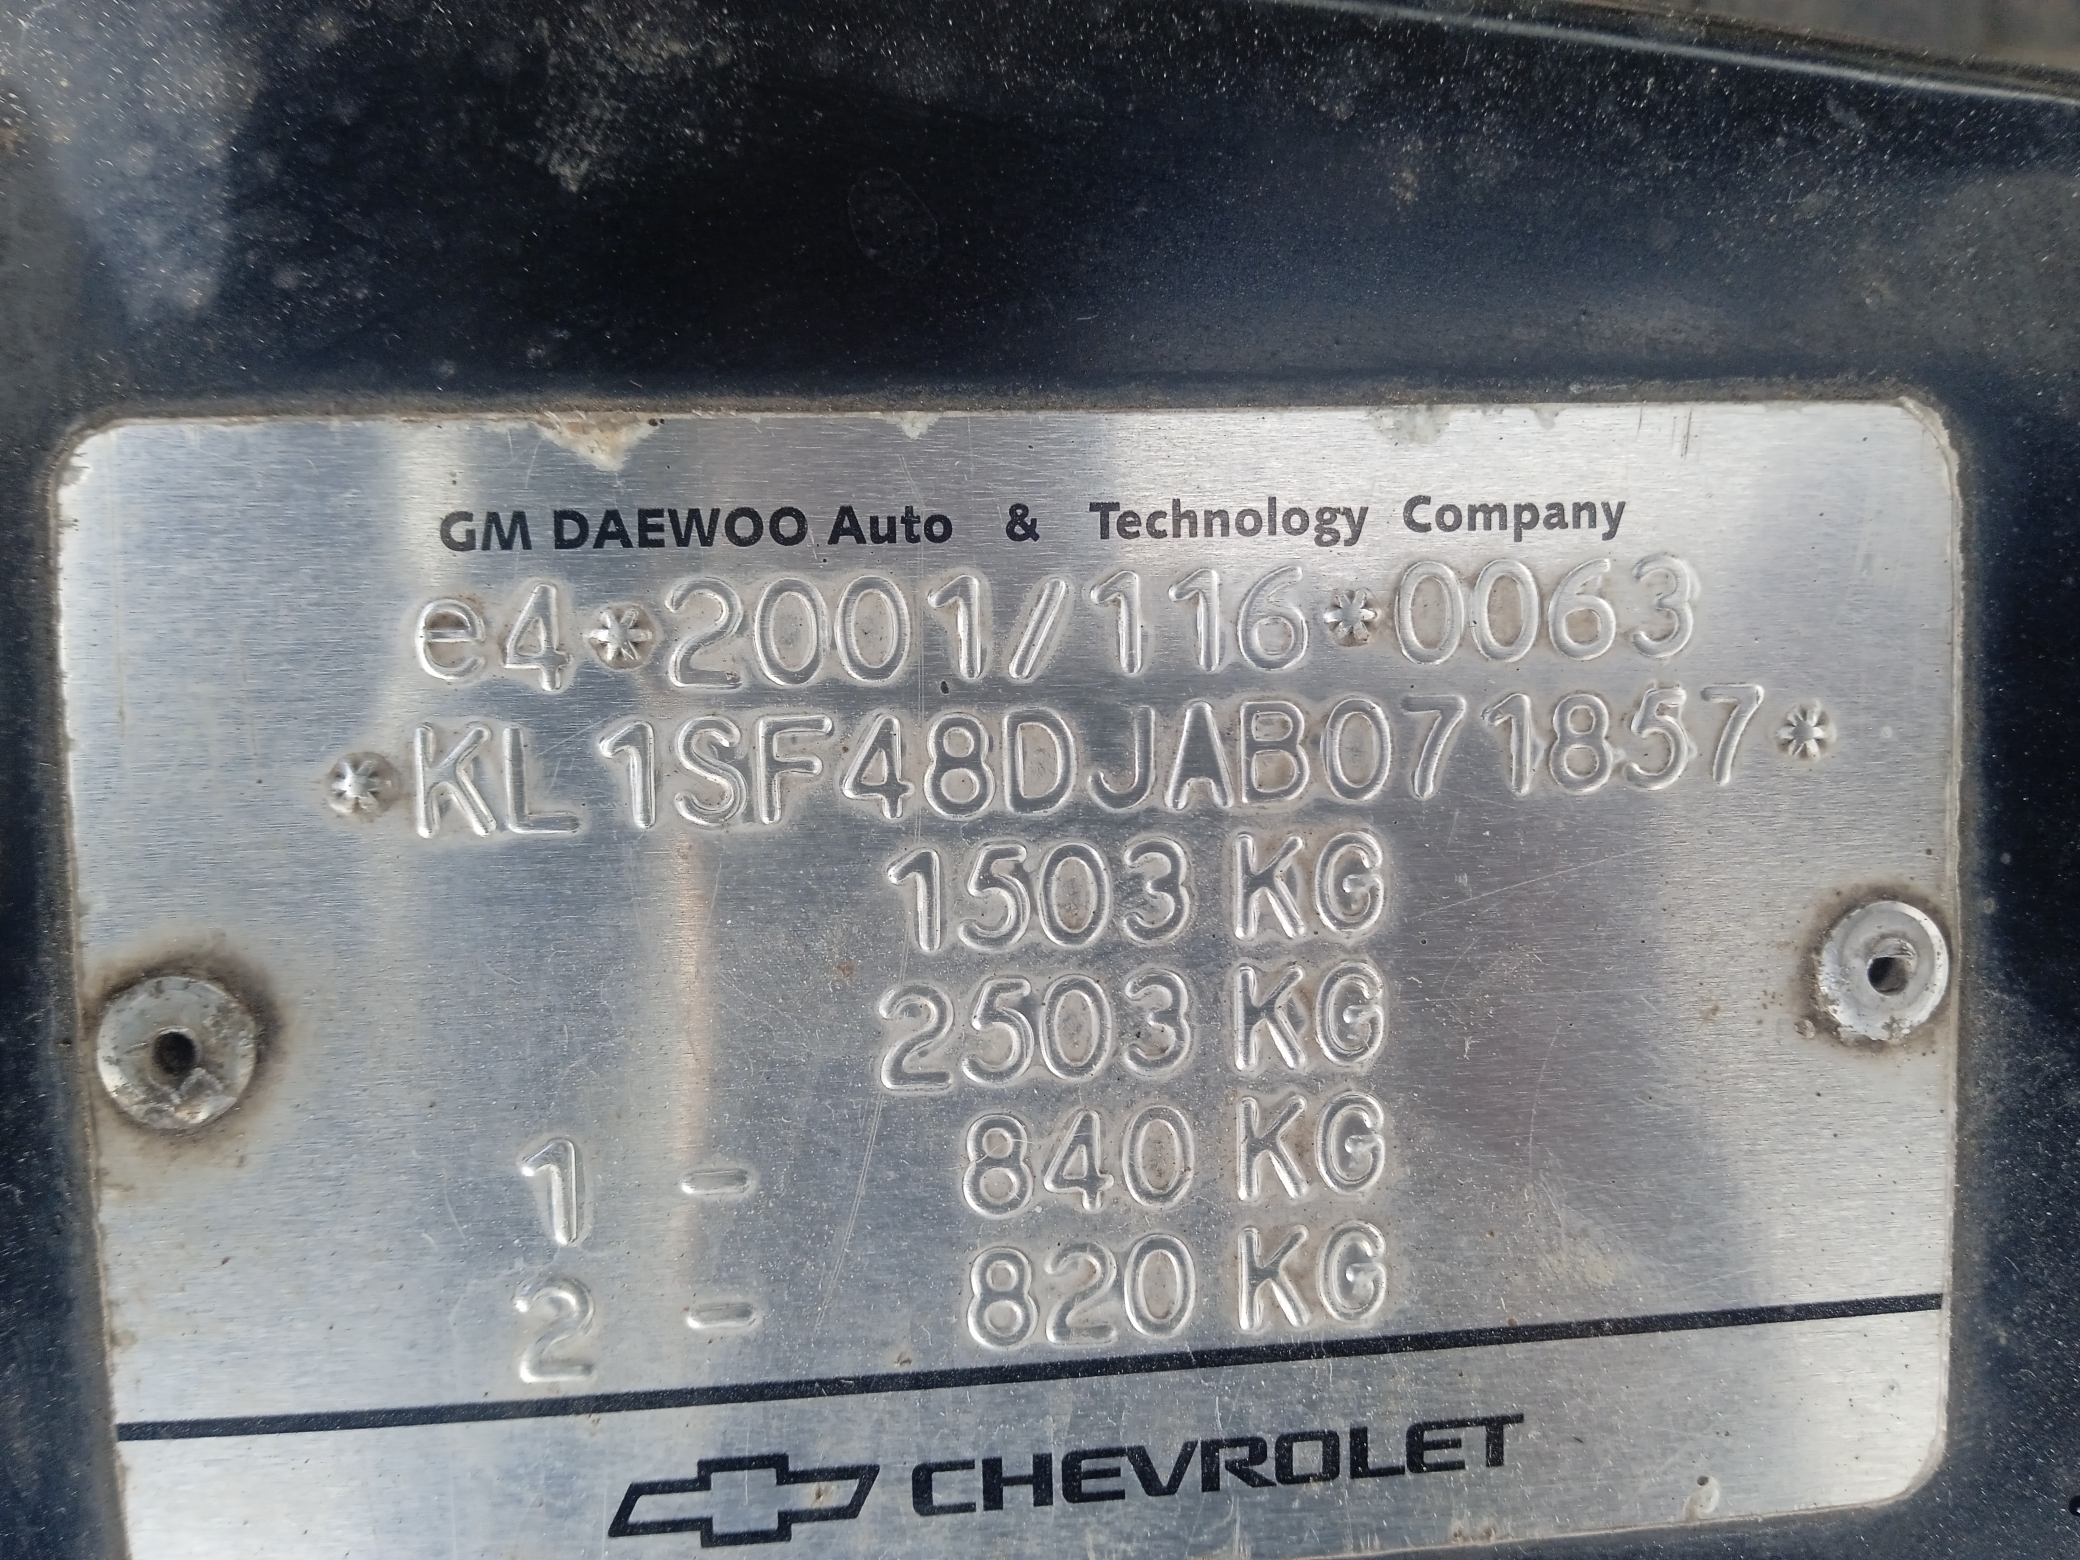 GM DAEWOO Auto & Technology Company
e4*2001/116*0063
*KL1SF48DJAB071857*
1503 KG
2503 KG
1 - 840 KG
2 - 820 KG
CHEVROLET